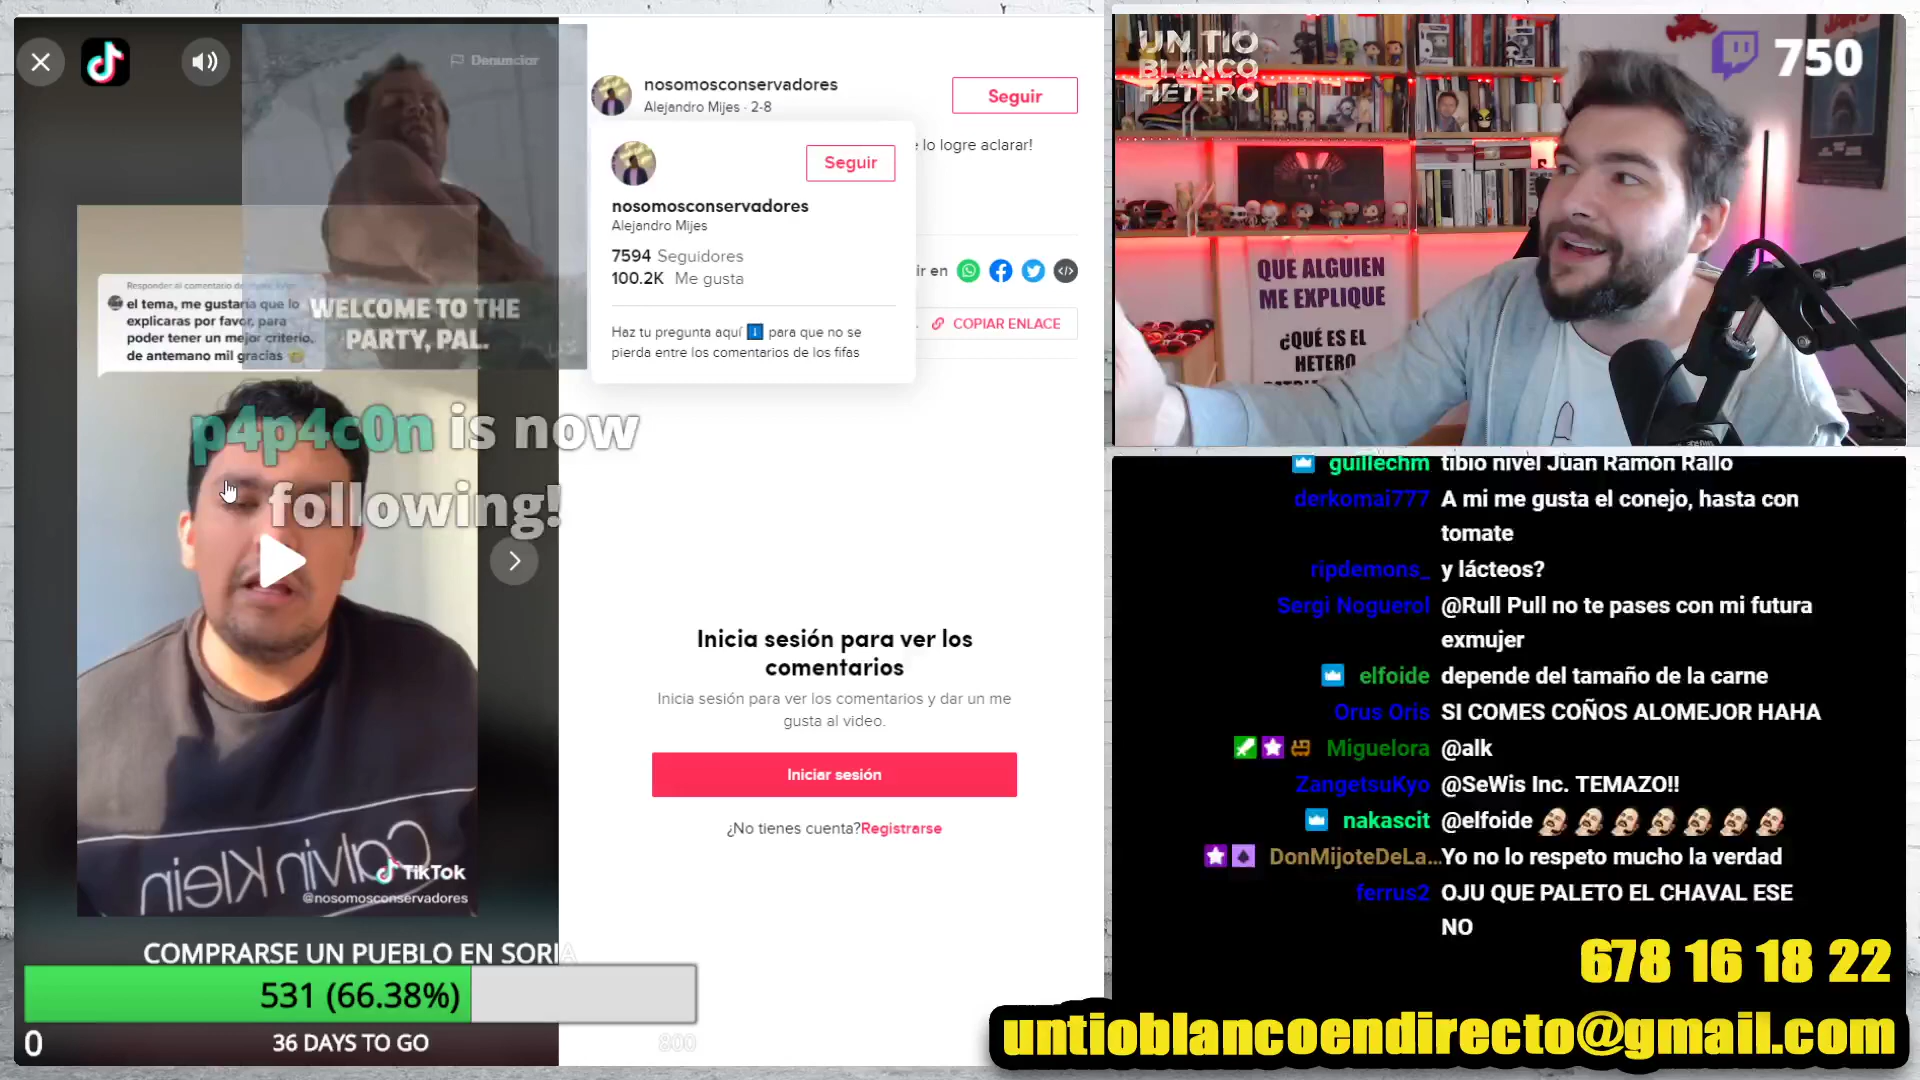 Denunciar
nosomosconservadores
Alejandro Mijes · 2-8
Seguir
e lo logre aclarar!
Seguir
nosomosconservadores
Alejandro Mijes
7594 Seguidores
100.2K Me gusta
Haz tu pregunta aquí para que no se
pierda entre los comentarios de los fifas
ir en
COPIAR ENLACE
Responder al comentario de
el tema, me gustaría que lo
explicaras por favor, para
poder tener un mejor criterio,
de antemano mil gracias
WELCOME TO THE
PARTY, PAL.
p4p4c0n is now
following!
Calvin Klein
TikTok
@nosomosconservadores
Inicia sesión para ver los
comentarios
Inicia sesión para ver los comentarios y dar un me
gusta al video.
Iniciar sesión
¿No tienes cuenta?Registrarse
COMPRARSE UN PUEBLO EN SORIA
531 (66.38%)
0
36 DAYS TO GO
800
UN TIO
BLANCO
HETERO
750
JAWS
QUE ALGUIEN
ME EXPLIQUE
¿QUÉ ES EL
HETERO
guillechm tibio nivel Juan Ramón Rallo
derkomai777 A mi me gusta el conejo, hasta con
tomate
ripdemons_ y lácteos?
Sergi Noguerol @Rull Pull no te pases con mi futura
exmujer
elfoide depende del tamaño de la carne
Orus Oris SI COMES COÑOS ALOMEJOR HAHA
Miguelora @alk
ZangetsuKyo @SeWis Inc. TEMAZO!!
nakascit @elfoide
DonMijoteDeLa... Yo no lo respeto mucho la verdad
ferrus2 OJU QUE PALETO EL CHAVAL ESE
NO
678 16 18 22
untioblancoendirecto@gmail.com